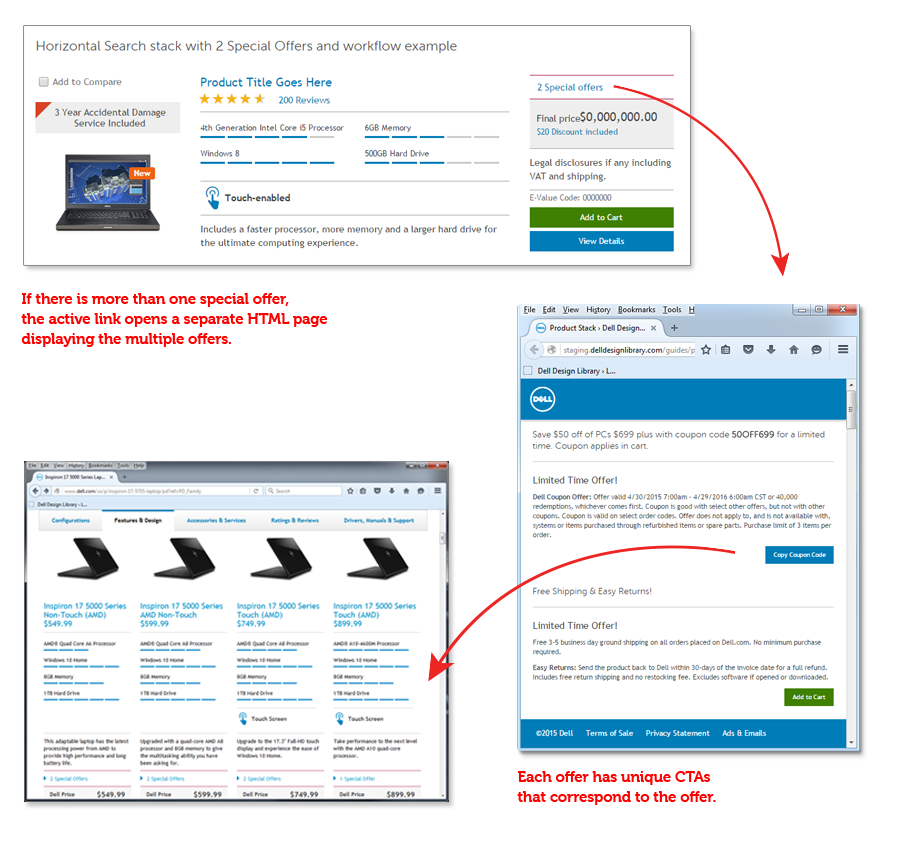 Horizontal Search stack with 2 Special Offers and workflow example
Add to Compare
3 Year Accidental Damage
Service Included
New
Product Title Goes Here
200 Reviews
4th Generation Intel Core i5 Processor
6GB Memory
Windows 8
500GB Hard Drive
Touch-enabled
Includes a faster processor, more memory and a larger hard drive for
the ultimate computing experience.
2 Special offers
Final price$0,000,000.00
$20 Discount included
Legal disclosures if any including
VAT and shipping.
E-Value Code: 0000000
Add to Cart
View Details
If there is more than one special offer,
the active link opens a separate HTML page
displaying the multiple offers.
File Edit View History Bookmarks Tools H
Product Stack › Dell Design...
staging.delldesignlibrary.com/guides/p
Dell Design Library › L...
DELL
Save $50 off of PCs $699 plus with coupon code 50OFF699 for a limited
time. Coupon applies in cart.
Limited Time Offer!
Dell Coupon Offer: Offer valid 4/30/2015 7:00am - 4/29/2016 6:00am CST or 40,000
redemptions, whichever comes first. Coupon is good with select other offers, but not with other
coupons. Coupon is valid on select order codes. Offer does not apply to, and is not available with,
systems or items purchased through refurbished items or spare parts. Purchase limit of 3 items per
order.
Copy Coupon Code
Free Shipping & Easy Returns!
Limited Time Offer!
Free 3-5 business day ground shipping on all orders placed on Dell.com. No minimum purchase
required.
Easy Returns: Send the product back to Dell within 30-days of the invoice date for a full refund.
Includes free return shipping and no restocking fee. Excludes software if opened or downloaded.
Add to Cart
©2015 Dell Terms of Sale Privacy Statement Ads & Emails
Each offer has unique CTAs
that correspond to the offer.
File Edit View History Bookmarks Tools Help
Inspiron 17 5000 Series Lap...
Search
Dell Design Library › L...
Configurations Features & Design Accessories & Services Ratings & Reviews Drivers, Manuals & Support
Inspiron 17 5000 Series
Non-Touch (AMD)
$549.99
AMD® Quad Core A6 Processor
Windows 10 Home
8GB Memory
1TB Hard Drive
This adaptable laptop has the latest
processing power from AMD to
provide high performance and long
battery life.
2 Special Offers
Dell Price $549.99
Inspiron 17 5000 Series
AMD Non-Touch
$599.99
AMD® Quad Core A8 Processor
Windows 10 Home
8GB Memory
1TB Hard Drive
Upgraded with a quad-core AMD A8
processor and 8GB memory to give
the multitasking ability you have
been asking for.
2 Special Offers
Dell Price $599.99
Inspiron 17 5000 Series
Touch (AMD)
$749.99
AMD® Quad Core A8 Processor
Windows 10 Home
8GB Memory
1TB Hard Drive
Touch Screen
Upgrade to the 17.3" Full-HD touch
display and experience the ease of
Windows 10 Home.
2 Special Offers
Dell Price $749.99
Inspiron 17 5000 Series
Touch (AMD)
$899.99
Windows 10 Home
8GB Memory
1TB Hard Drive
Touch Screen
Take performance to the next level
with the AMD A10 quad-core
processor.
1 Special Offer
Dell Price $899.99